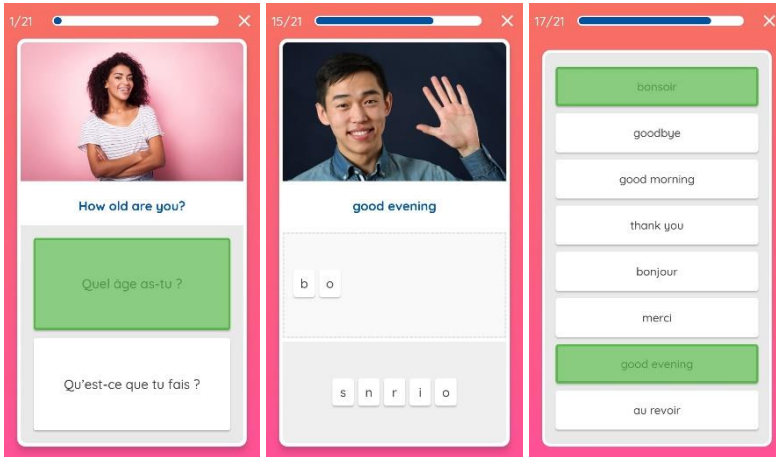 1/21
How old are you?
Quel âge as-tu ?
Qu'est-ce que tu fais ?
15/21
good evening
b o
s n r i o
17/21
bonsoir
goodbye
good morning
thank you
bonjour
merci
good evening
au revoir